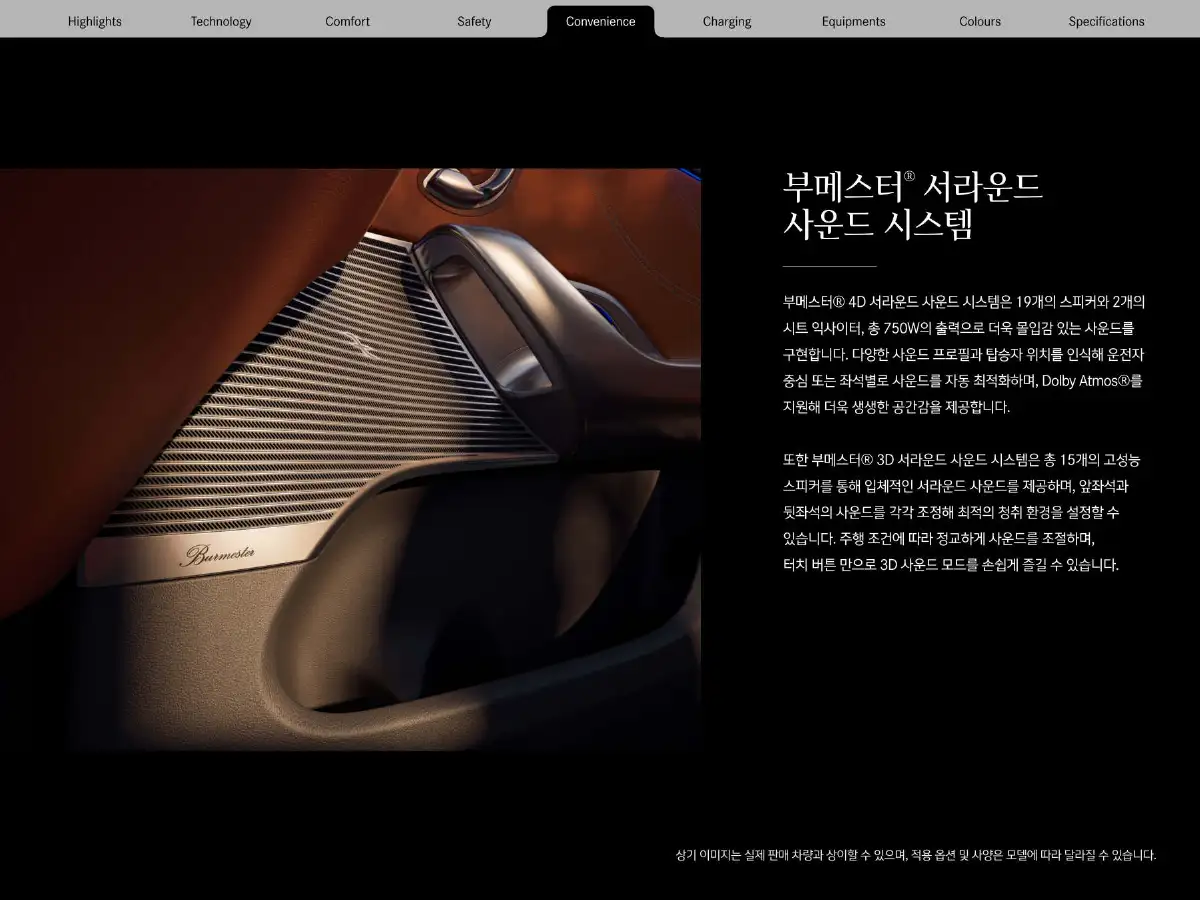 Highlights
Technology
Comfort
Safety
Convenience
Charging
Equipments
Colours
Specifications
부메스터® 서라운드
사운드 시스템
부메스터® 4D 서라운드 사운드 시스템은 19개의 스피커와 2개의
시트 익사이터, 총 750W의 출력으로 더욱 몰입감 있는 사운드를
구현합니다. 다양한 사운드 프로필과 탑승자 위치를 인식해 운전자
중심 또는 좌석별로 사운드를 자동 최적화하며, Dolby Atmos®를
지원해 더욱 생생한 공간감을 제공합니다.
또한 부메스터® 3D 서라운드 사운드 시스템은 총 15개의 고성능
스피커를 통해 입체적인 서라운드 사운드를 제공하며, 앞좌석과
뒷좌석의 사운드를 각각 조정해 최적의 청취 환경을 설정할 수
있습니다. 주행 조건에 따라 정교하게 사운드를 조절하며,
터치 버튼 만으로 3D 사운드 모드를 손쉽게 즐길 수 있습니다.
Burmester
상기 이미지는 실제 판매 차량과 상이할 수 있으며, 적용 옵션 및 사양은 모델에 따라 달라질 수 있습니다.